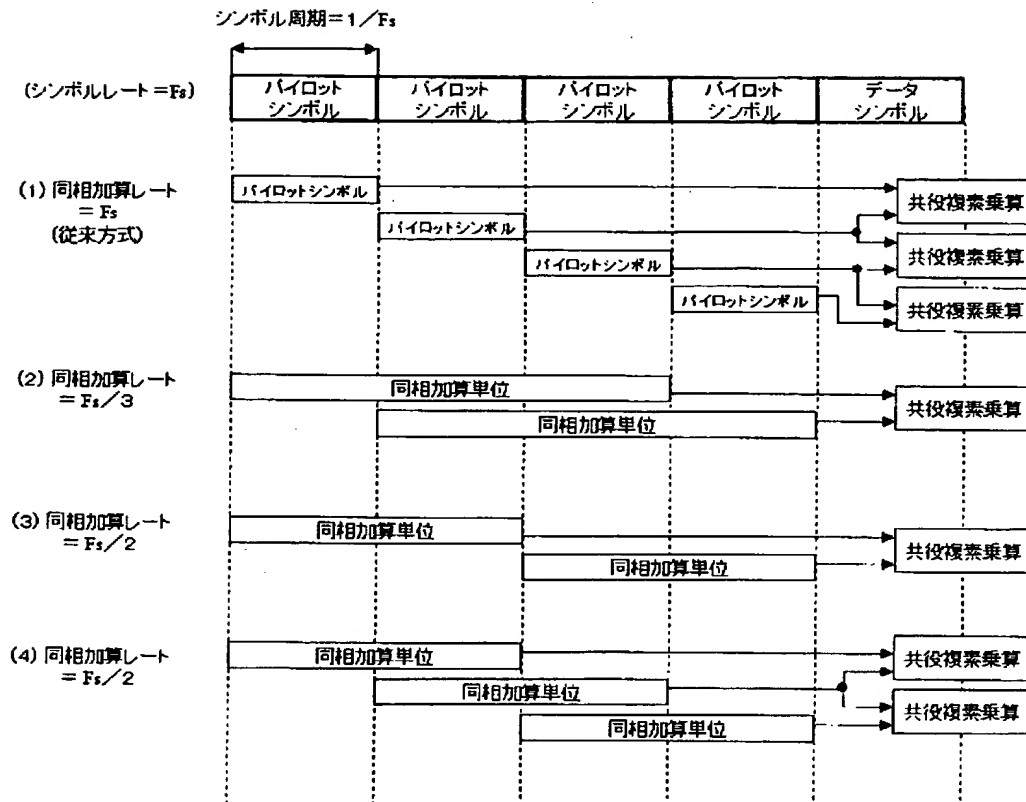 シンボル周期＝1／Fs
(シンボルレート＝Fs)
パイロット
シンボル
パイロット
シンボル
パイロット
シンボル
パイロット
シンボル
データ
シンボル
(1) 同相加算レート
＝ Fs
(従来方式)
パイロットシンボル
パイロットシンボル
パイロットシンボル
パイロットシンボル
共役複素乗算
共役複素乗算
共役複素乗算
(2) 同相加算レート
＝ Fs／3
同相加算単位
同相加算単位
共役複素乗算
(3) 同相加算レート
＝ Fs／2
同相加算単位
同相加算単位
共役複素乗算
(4) 同相加算レート
＝ Fs／2
同相加算単位
同相加算単位
同相加算単位
共役複素乗算
共役複素乗算